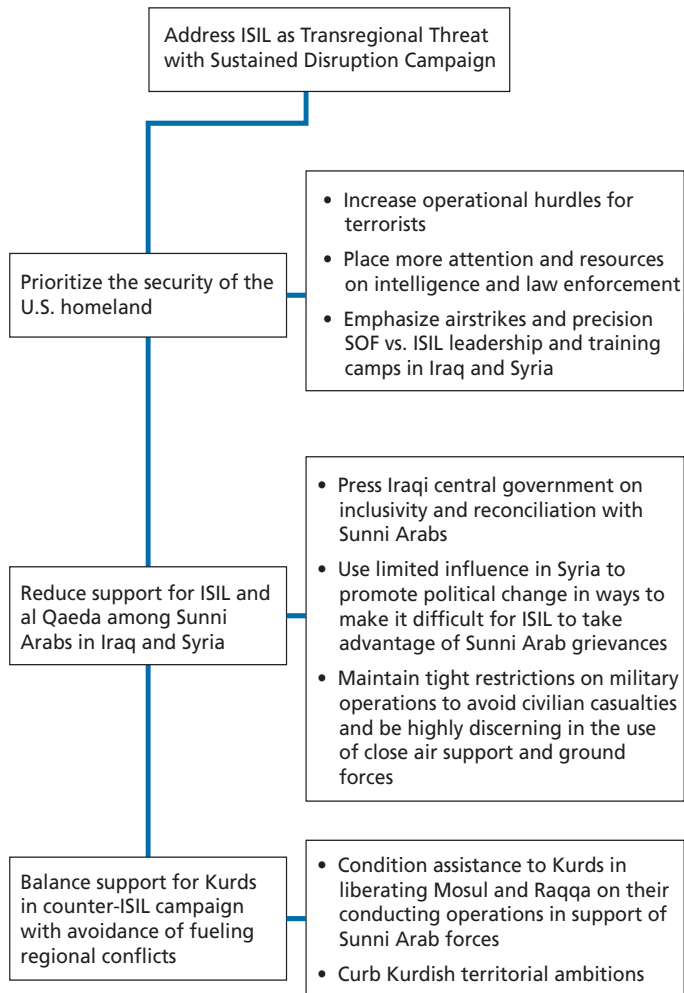 Address ISIL as Transregional Threat
with Sustained Disruption Campaign
Prioritize the security of the
U.S. homeland
• Increase operational hurdles for
terrorists
• Place more attention and resources
on intelligence and law enforcement
• Emphasize airstrikes and precision
SOF vs. ISIL leadership and training
camps in Iraq and Syria
Reduce support for ISIL and
al Qaeda among Sunni
Arabs in Iraq and Syria
• Press Iraqi central government on
inclusivity and reconciliation with
Sunni Arabs
• Use limited influence in Syria to
promote political change in ways to
make it difficult for ISIL to take
advantage of Sunni Arab grievances
• Maintain tight restrictions on military
operations to avoid civilian casualties
and be highly discerning in the use
of close air support and ground
forces
Balance support for Kurds
in counter-ISIL campaign
with avoidance of fueling
regional conflicts
• Condition assistance to Kurds in
liberating Mosul and Raqqa on their
conducting operations in support of
Sunni Arab forces
• Curb Kurdish territorial ambitions